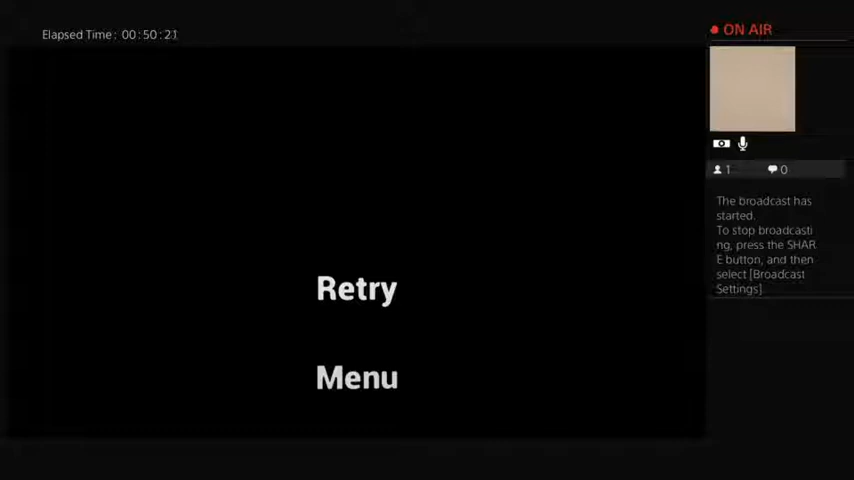 Elapsed Time: 00:50:21
ON AIR
1 0
The broadcast has
started.
To stop broadcasti
ng, press the SHAR
E button, and then
select [Broadcast
Settings].
Retry
Menu